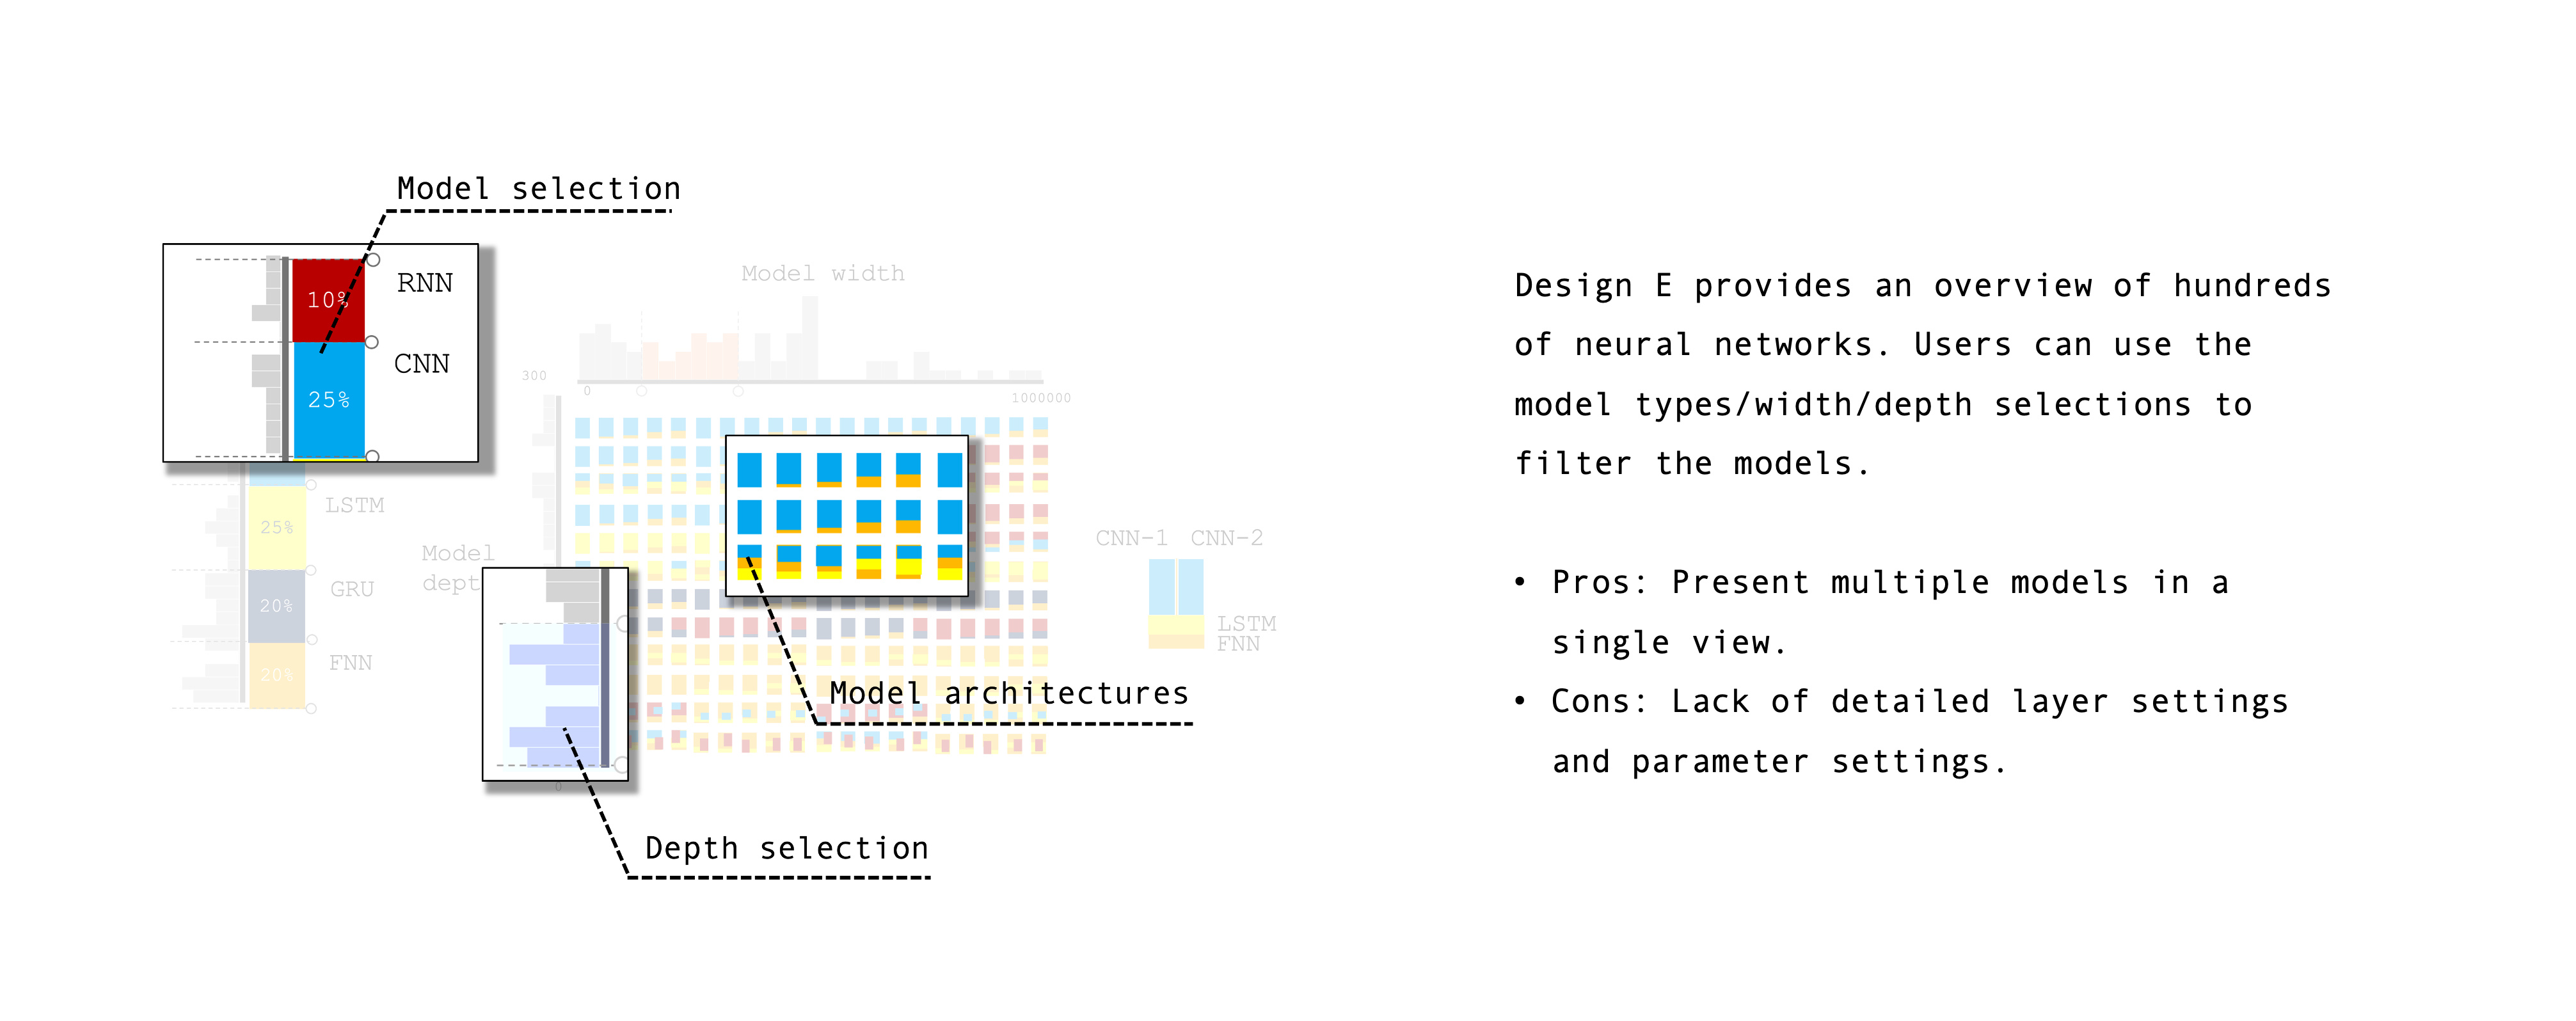 Model selection
10%
RNN
CNN
25%
LSTM
25%
GRU
20%
FNN
20%
Model width
300
0
1000000
Model
dept
0
Model architectures
Depth selection
CNN-1 CNN-2
LSTM
FNN
Design E provides an overview of hundreds
of neural networks. Users can use the
model types/width/depth selections to
filter the models.
• Pros: Present multiple models in a
single view.
• Cons: Lack of detailed layer settings
and parameter settings.